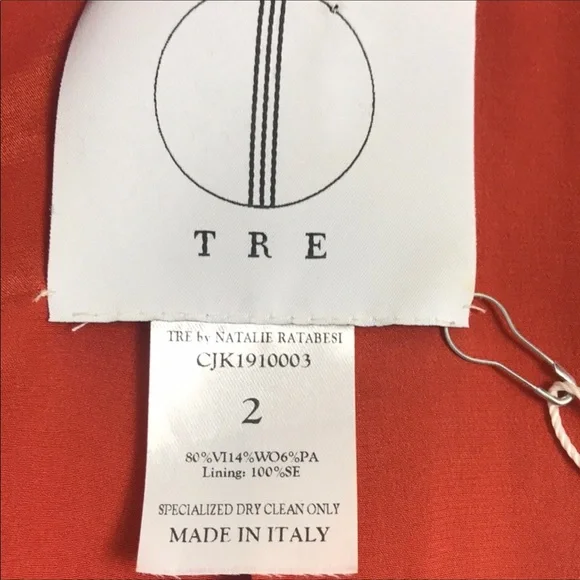 TRE
TRE by NATALIE RATABESI
CJK1910003
2
80%VI14%WO6%PA
Lining: 100%SE
SPECIALIZED DRY CLEAN ONLY
MADE IN ITALY